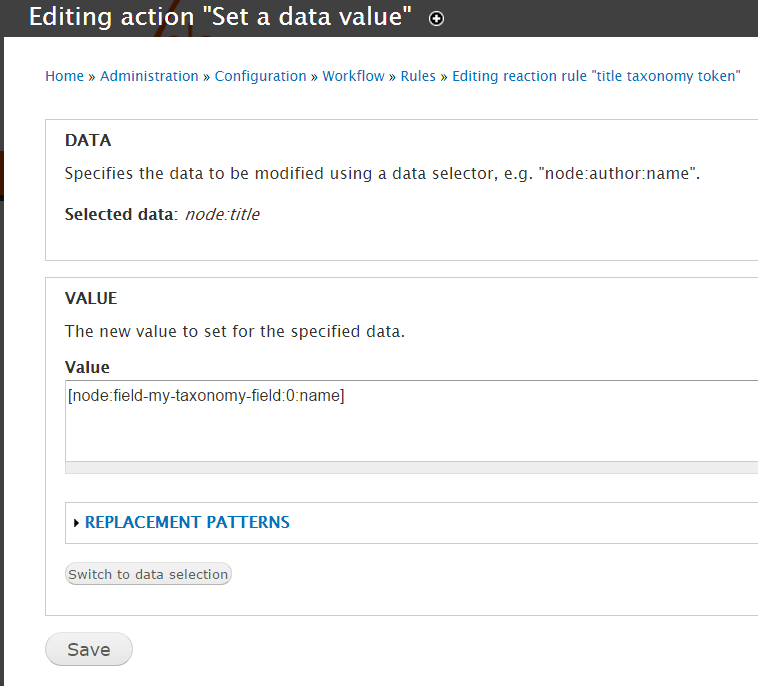 Editing action "Set a data value"
Home » Administration » Configuration » Workflow » Rules » Editing reaction rule "title taxonomy token"
DATA
Specifies the data to be modified using a data selector, e.g. "node:author:name".
Selected data: node:title
VALUE
The new value to set for the specified data.
Value
[node:field-my-taxonomy-field:0:name]
REPLACEMENT PATTERNS
Switch to data selection
Save